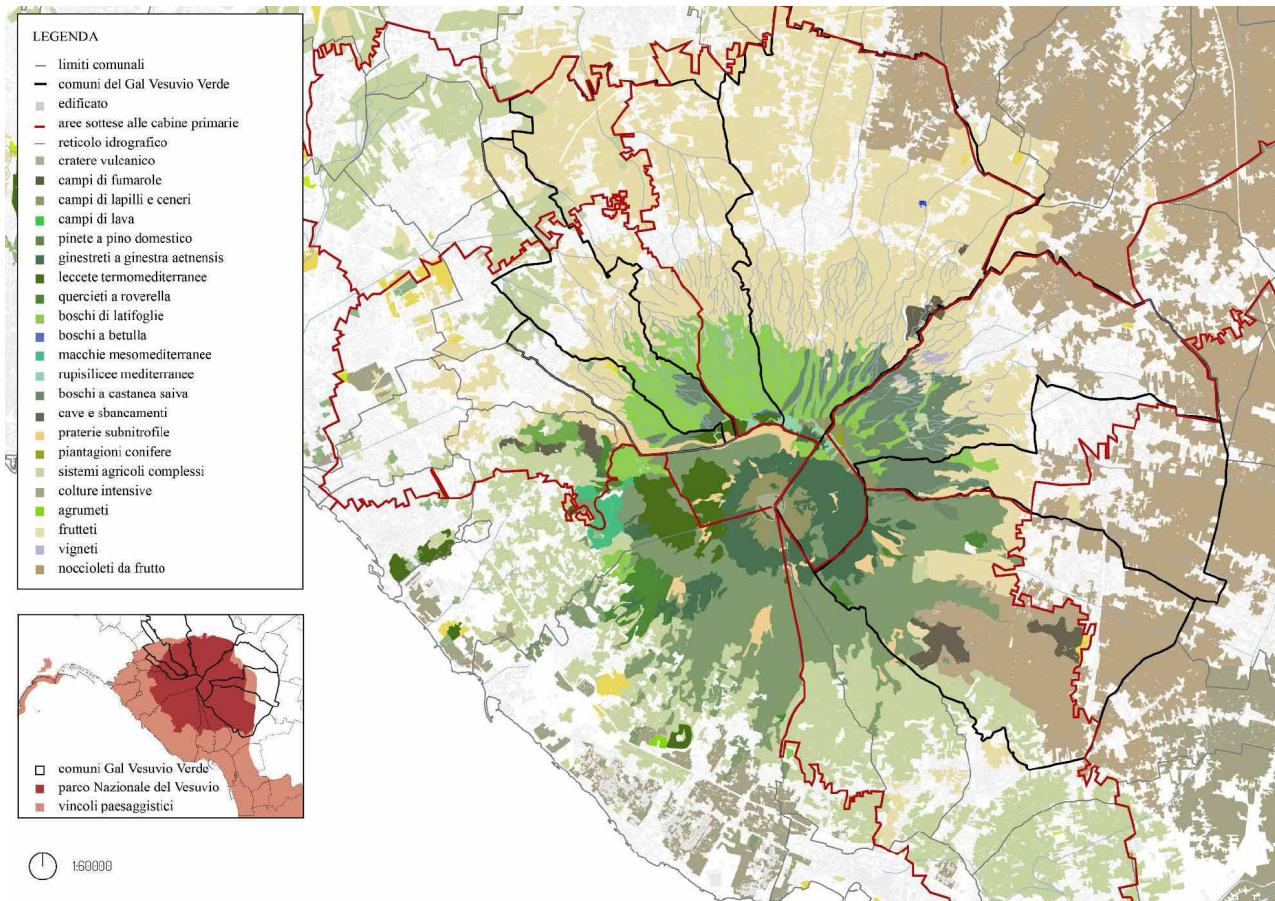 LEGENDA
limiti comunali
comuni del Gal Vesuvio Verde
edificato
aree sottese alle cabine primarie
reticolo idrografico
cratere vulcanico
campi di fumarole
campi di lapilli e ceneri
campi di lava
pinete a pino domestico
ginestreti a ginestra aetnensis
leccete termomediterranee
quercieti a roverella
boschi di latifoglie
boschi a betulla
macchie mesomediterranee
rupisilicee mediterranee
boschi a castanea saiva
cave e sbancamenti
praterie subnitrofile
piantagioni conifere
sistemi agricoli complessi
colture intensive
agrumeti
frutteti
vigneti
noccioleti da frutto
comuni Gal Vesuvio Verde
parco Nazionale del Vesuvio
vincoli paesaggistici
1:60000